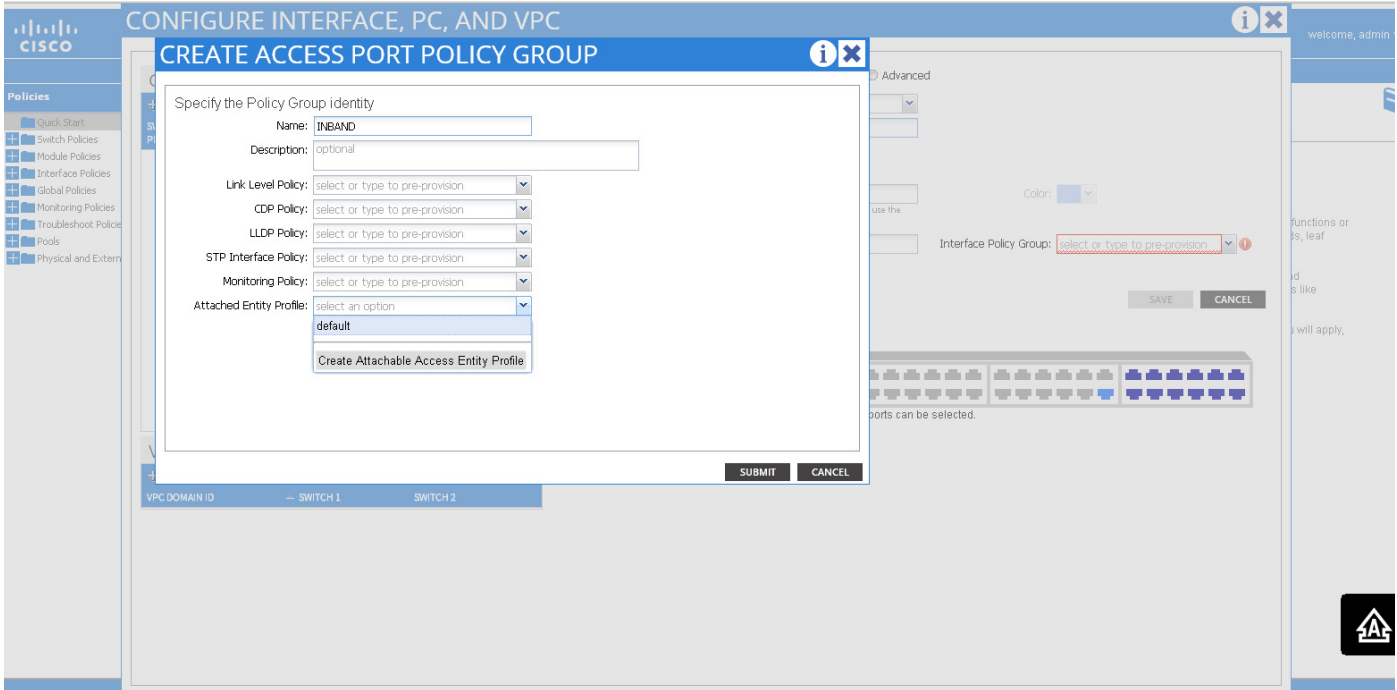 CISCO
welcome, admin
CONFIGURE INTERFACE, PC, AND VPC
CREATE ACCESS PORT POLICY GROUP
Policies
Quick Start
Switch Policies
Module Policies
Interface Policies
Global Policies
Monitoring Policies
Troubleshoot Policie
Pools
Physical and Extern
Specify the Policy Group identity
Name: INBAND
Description: optional
Link Level Policy: select or type to pre-provision
CDP Policy: select or type to pre-provision
LLDP Policy: select or type to pre-provision
STP Interface Policy: select or type to pre-provision
Monitoring Policy: select or type to pre-provision
Attached Entity Profile: select an option
default
Create Attachable Access Entity Profile
SUBMIT CANCEL
Advanced
Color:
use the
Interface Policy Group: select or type to pre-provision
SAVE CANCEL
ports can be selected.
functions or
ds, leaf
nd
s like
u will apply,
VPC DOMAIN ID SWITCH 1 SWITCH 2